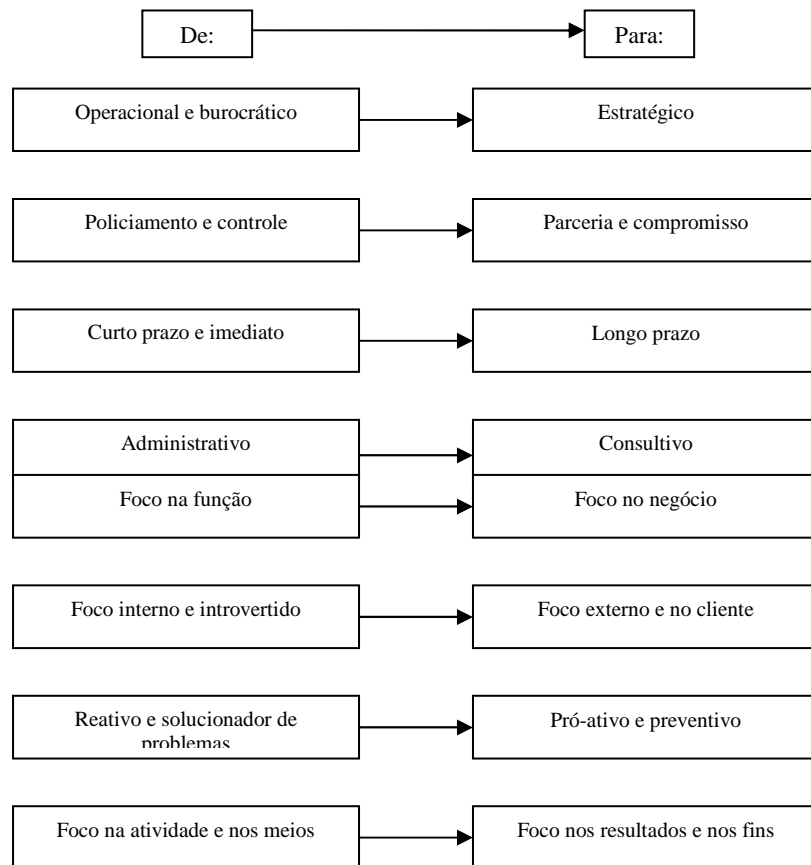 De:
Para:
Operacional e burocrático
Estratégico
Policiamento e controle
Parceria e compromisso
Curto prazo e imediato
Longo prazo
Administrativo
Consultivo
Foco na função
Foco no negócio
Foco interno e introvertido
Foco externo e no cliente
Reativo e solucionador de
problemas
Pró-ativo e preventivo
Foco na atividade e nos meios
Foco nos resultados e nos fins